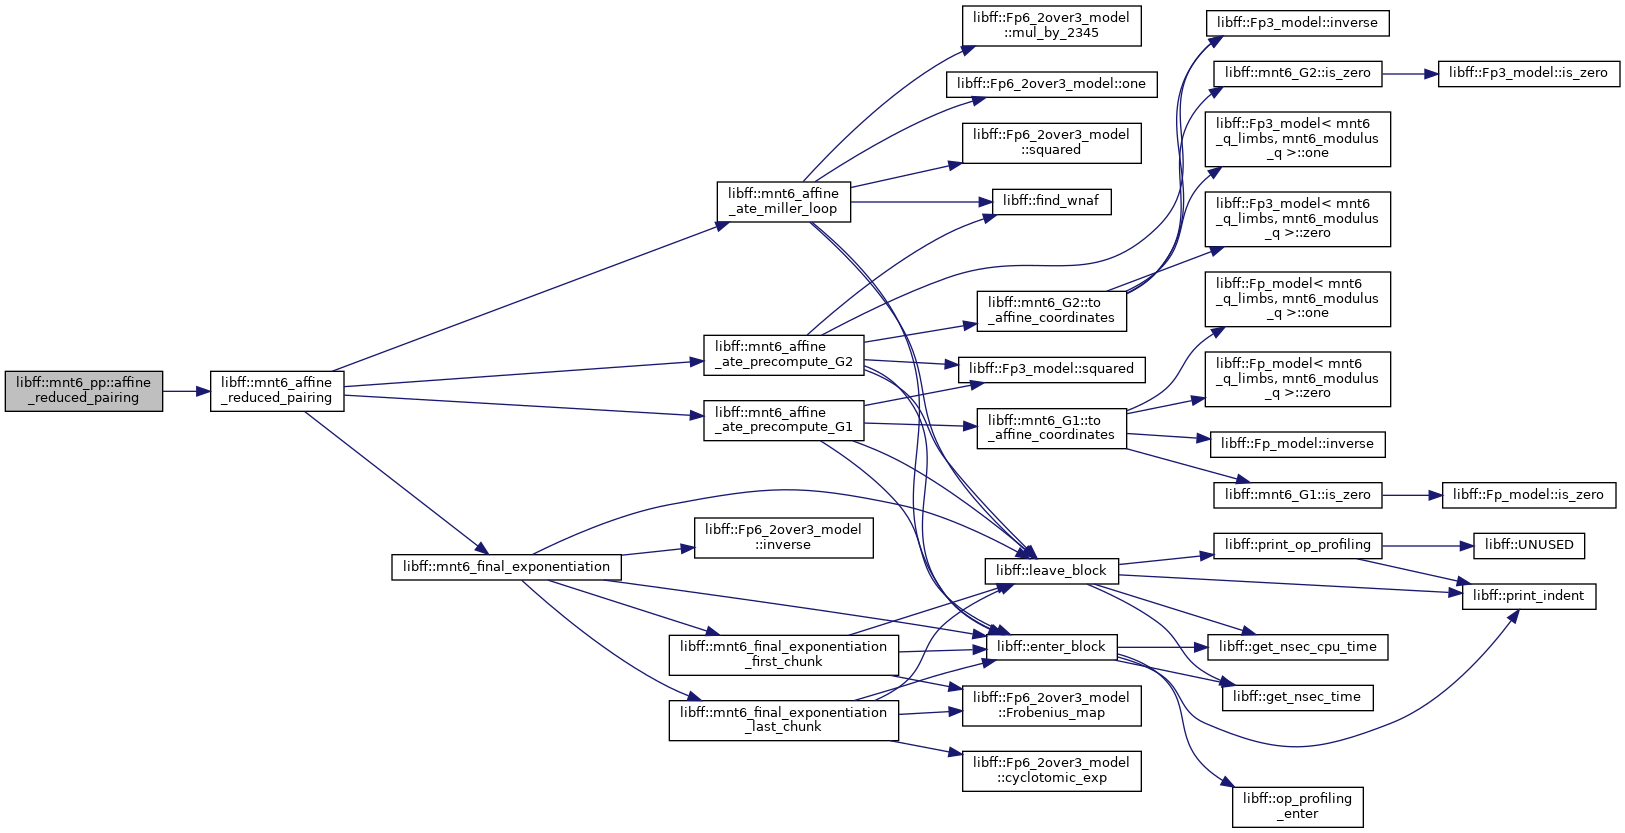 libff::mnt6_pp::affine
_reduced_pairing
libff::mnt6_affine
_reduced_pairing
libff::mnt6_affine
_ate_miller_loop
libff::mnt6_affine
_ate_precompute_G2
libff::mnt6_affine
_ate_precompute_G1
libff::mnt6_final_exponentiation
libff::Fp6_2over3_model
::inverse
libff::mnt6_final_exponentiation
_first_chunk
libff::mnt6_final_exponentiation
_last_chunk
libff::Fp6_2over3_model
::mul_by_2345
libff::Fp6_2over3_model::one
libff::Fp6_2over3_model
::squared
libff::find_wnaf
libff::mnt6_G2::to
_affine_coordinates
libff::Fp3_model::squared
libff::mnt6_G1::to
_affine_coordinates
libff::leave_block
libff::enter_block
libff::Fp6_2over3_model
::Frobenius_map
libff::Fp6_2over3_model
::cyclotomic_exp
libff::Fp3_model::inverse
libff::mnt6_G2::is_zero
libff::Fp3_model::is_zero
libff::Fp3_model< mnt6
_q_limbs, mnt6_modulus
_q >::one
libff::Fp3_model< mnt6
_q_limbs, mnt6_modulus
_q >::zero
libff::Fp_model< mnt6
_q_limbs, mnt6_modulus
_q >::one
libff::Fp_model< mnt6
_q_limbs, mnt6_modulus
_q >::zero
libff::Fp_model::inverse
libff::mnt6_G1::is_zero
libff::Fp_model::is_zero
libff::print_op_profiling
libff::UNUSED
libff::print_indent
libff::get_nsec_cpu_time
libff::get_nsec_time
libff::op_profiling
_enter